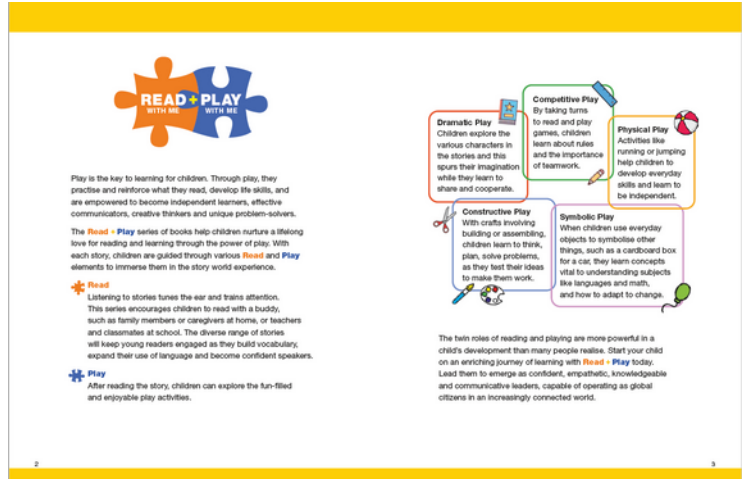 READ+PLAY
WITH ME WITH ME
Play is the key to learning for children. Through play, they
practise and reinforce what they read, develop life skills, and
are empowered to become independent learners, effective
communicators, creative thinkers and unique problem-solvers.
The Read + Play series of books help children nurture a lifelong
love for reading and learning through the power of play. With
each story, children are guided through various Read and Play
elements to immerse them in the story world experience.
Read
Listening to stories tunes the ear and trains attention.
This series encourages children to read with a buddy,
such as family members or caregivers at home, or teachers
and classmates at school. The diverse range of stories
will keep young readers engaged as they build vocabulary,
expand their use of language and become confident speakers.
Play
After reading the story, children can explore the fun-filled
and enjoyable play activities.
2
Dramatic Play
Children explore the
various characters in
the stories and this
spurs their imagination
while they learn to
share and cooperate.
Competitive Play
By taking turns
to read and play
games, children
learn about rules
and the importance
of teamwork.
Physical Play
Activities like
running or jumping
help children to
develop everyday
skills and learn to
be independent.
Constructive Play
With crafts involving
building or assembling,
children learn to think,
plan, solve problems,
as they test their ideas
to make them work.
Symbolic Play
When children use everyday
objects to symbolise other
things, such as a cardboard box
for a car, they learn concepts
vital to understanding subjects
like languages and math,
and how to adapt to change.
The twin roles of reading and playing are more powerful in a
child's development than many people realise. Start your child
on an enriching journey of learning with Read + Play today.
Lead them to emerge as confident, empathetic, knowledgeable
and communicative leaders, capable of operating as global
citizens in an increasingly connected world.
3